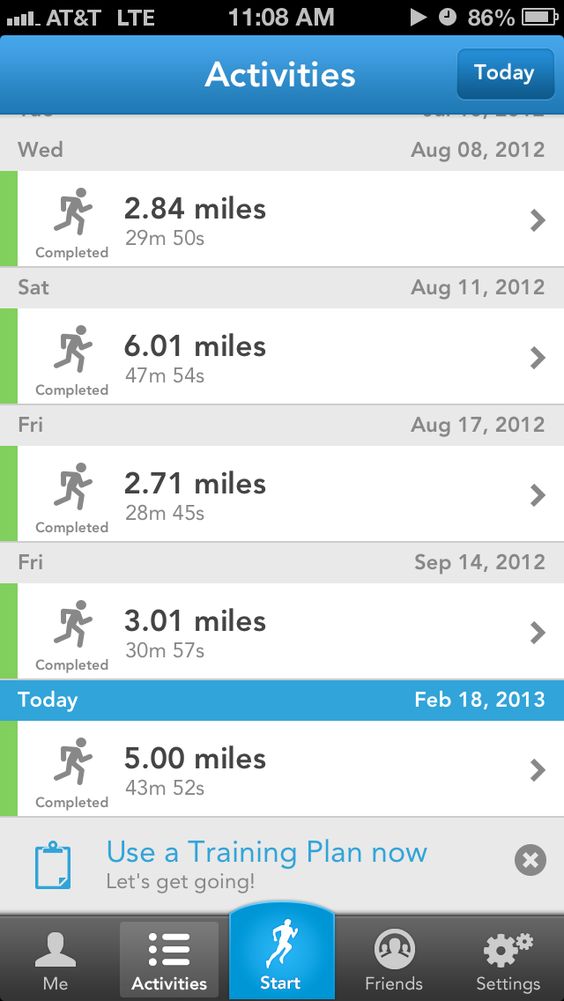 AT&T LTE 11:08 AM 86%
Activities
Today
Wed Aug 08, 2012
2.84 miles
29m 50s
Completed
Sat Aug 11, 2012
6.01 miles
47m 54s
Completed
Fri Aug 17, 2012
2.71 miles
28m 45s
Completed
Fri Sep 14, 2012
3.01 miles
30m 57s
Completed
Today Feb 18, 2013
5.00 miles
43m 52s
Completed
Use a Training Plan now
Let's get going!
Me Activities Start Friends Settings